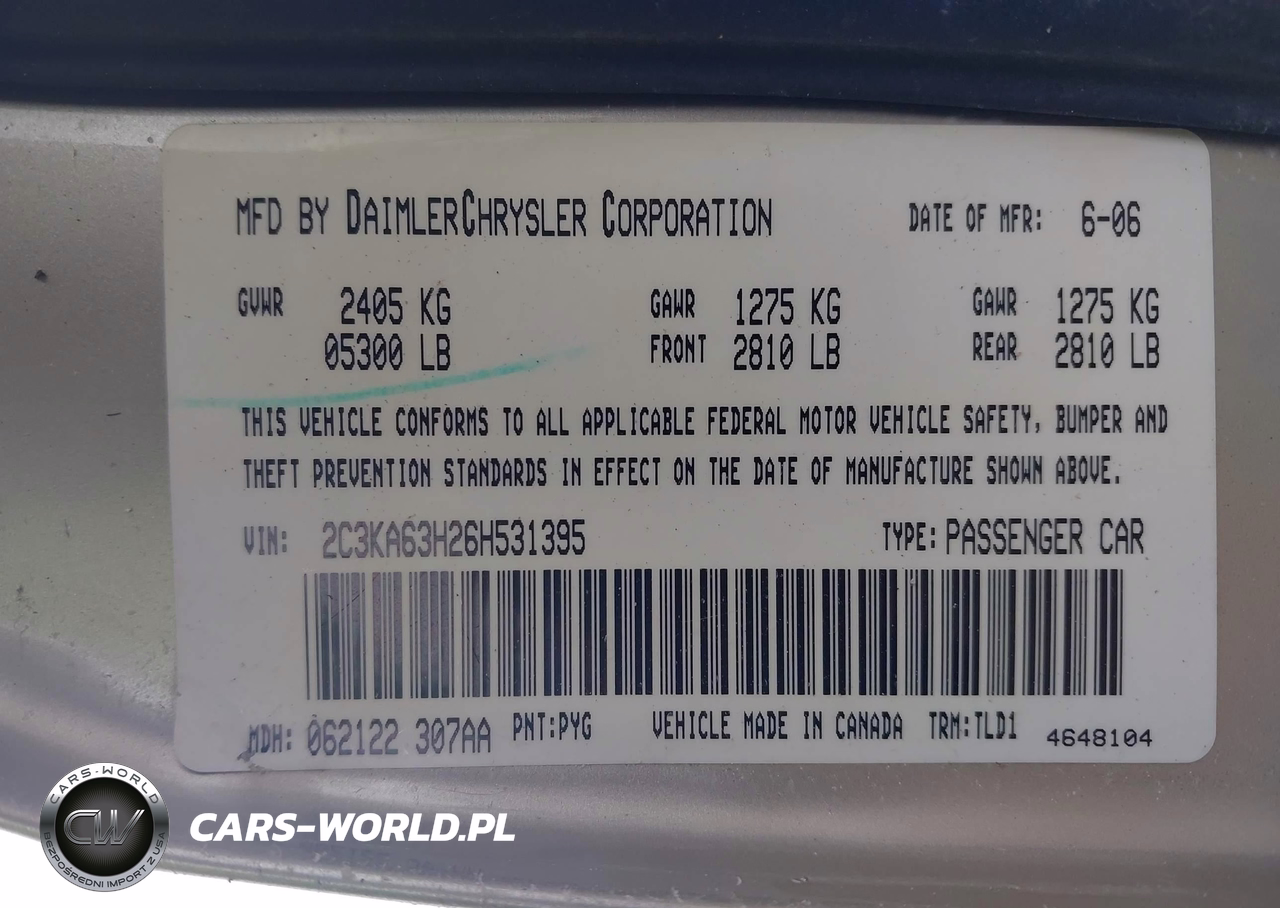 MFD BY DAIMLERCHRYSLER CORPORATION DATE OF MFR: 6-06
GVWR 2405 KG GAWR 1275 KG GAWR 1275 KG
05300 LB FRONT 2810 LB REAR 2810 LB
THIS VEHICLE CONFORMS TO ALL APPLICABLE FEDERAL MOTOR VEHICLE SAFETY, BUMPER AND
THEFT PREVENTION STANDARDS IN EFFECT ON THE DATE OF MANUFACTURE SHOWN ABOVE.
VIN: 2C3KA63H26H531395 TYPE: PASSENGER CAR
MDH: 062122 307AA PNT:PYG VEHICLE MADE IN CANADA TRM:TLD1 4648104
CARS-WORLD
CW
BEZPOŚREDNI IMPORT Z USA
CARS-WORLD.PL